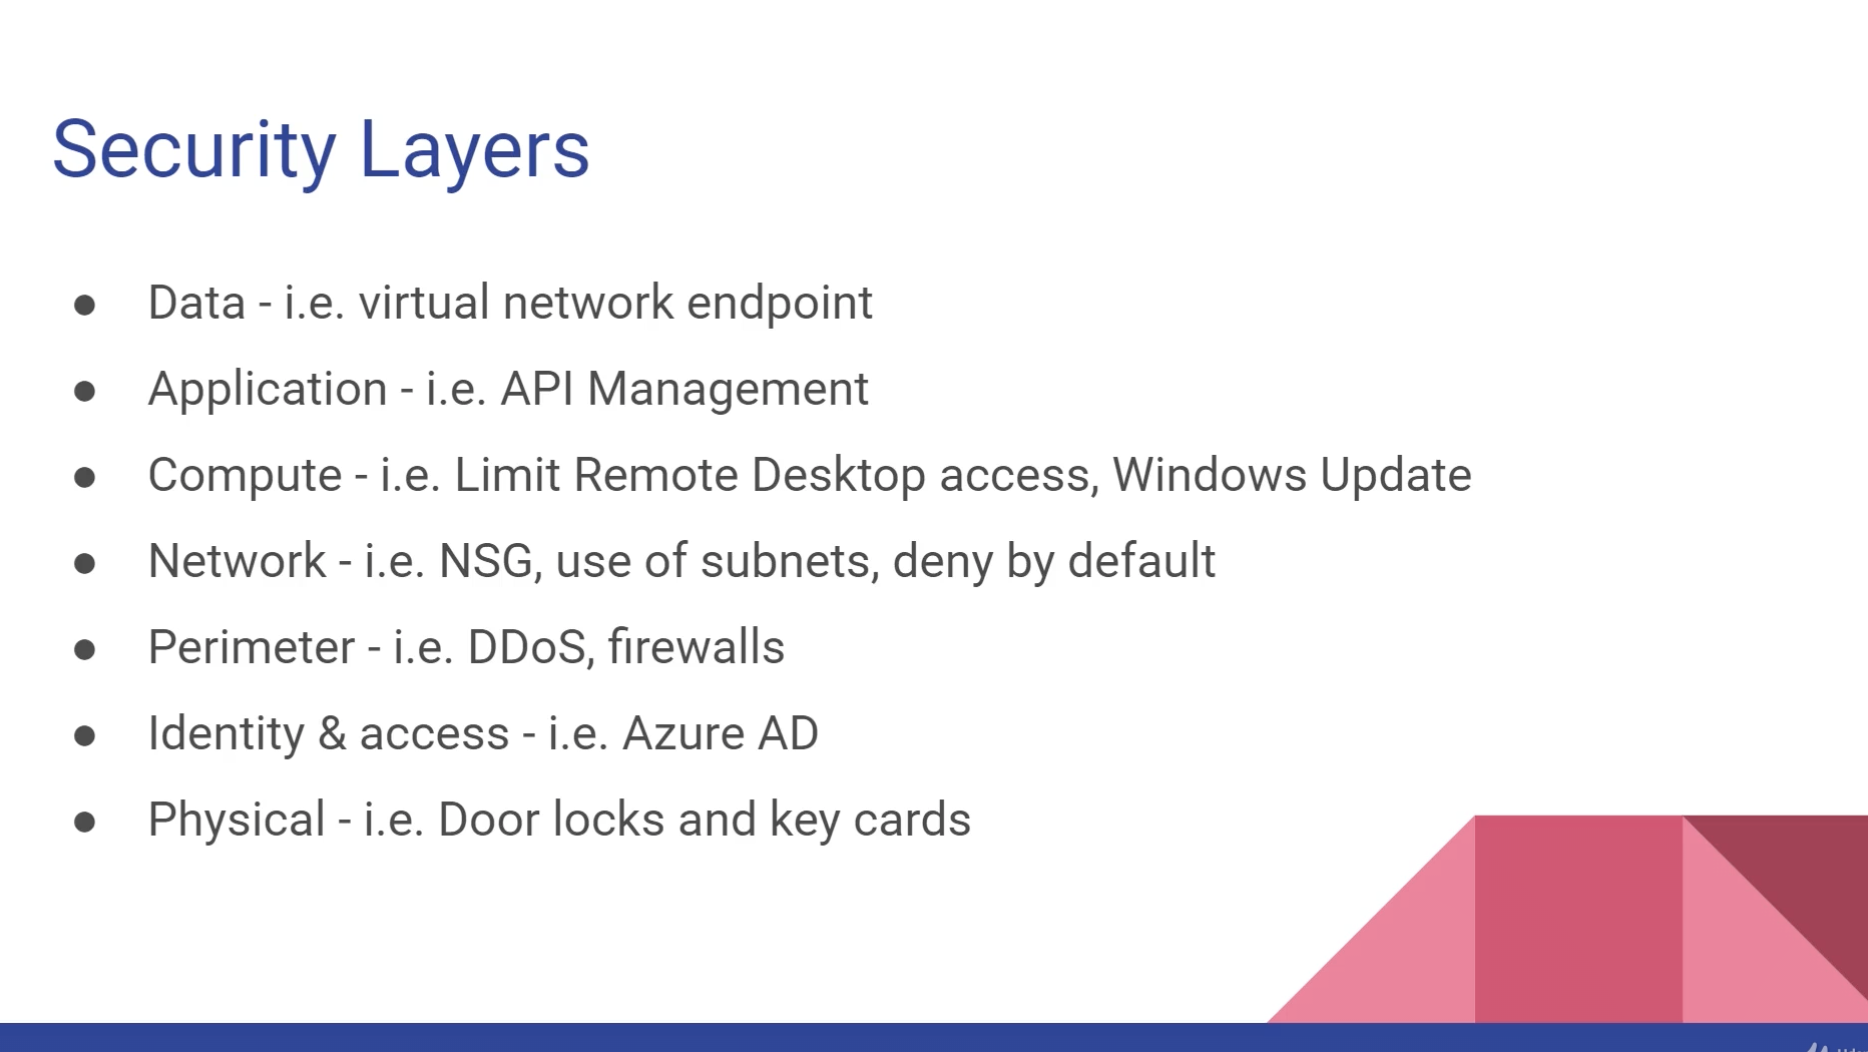 Security Layers
● Data - i.e. virtual network endpoint
● Application - i.e. API Management
● Compute - i.e. Limit Remote Desktop access, Windows Update
● Network - i.e. NSG, use of subnets, deny by default
● Perimeter - i.e. DDoS, firewalls
● Identity & access - i.e. Azure AD
● Physical - i.e. Door locks and key cards